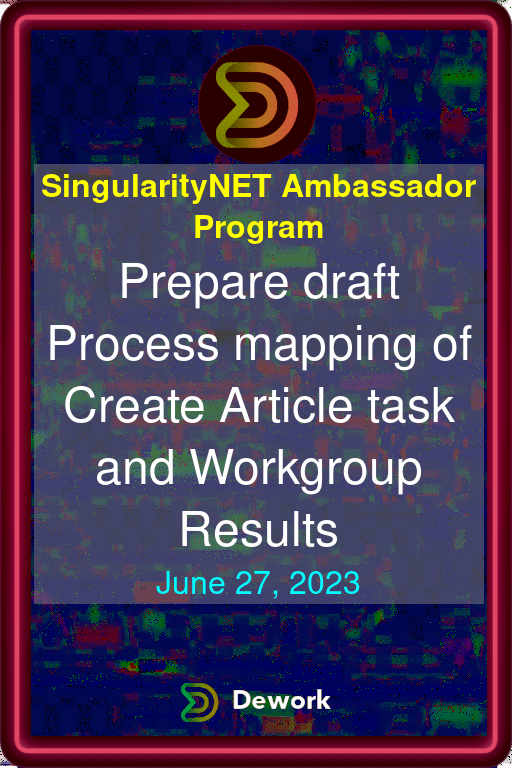 SingularityNET Ambassador
Program
Prepare draft
Process mapping of
Create Article task
and Workgroup
Results
June 27, 2023
Dework